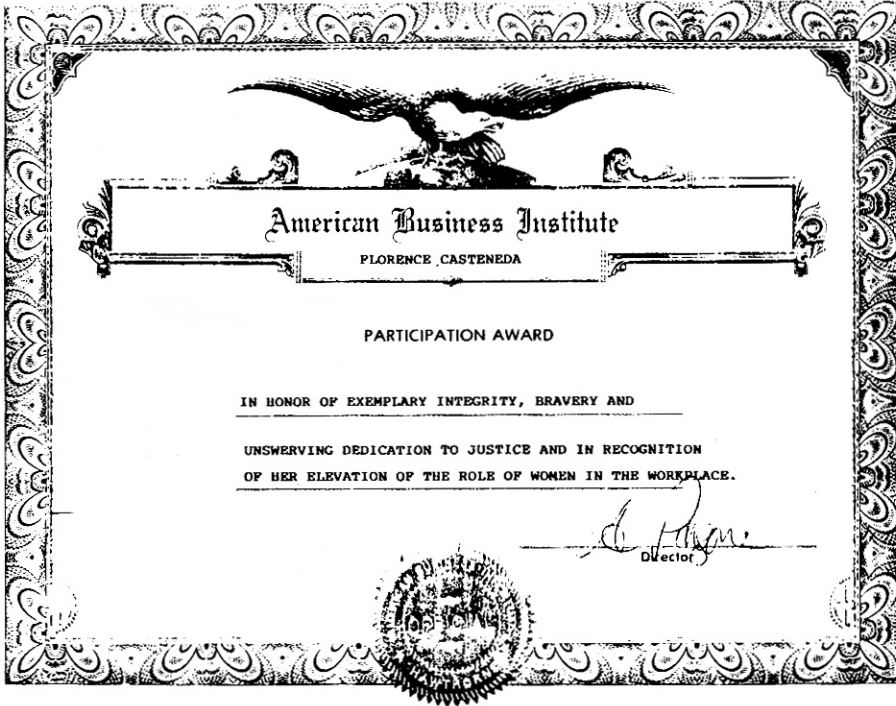 American Business Institute
PLORENCE CASTENEDA
PARTICIPATION AWARD
IN HONOR OF EXEMPLARY INTEGRITY, BRAVERY AND
UNSWERVING DEDICATION TO JUSTICE AND IN RECOGNITION
OF HER ELEVATION OF THE ROLE OF WOMEN IN THE WORKPLACE.
Director